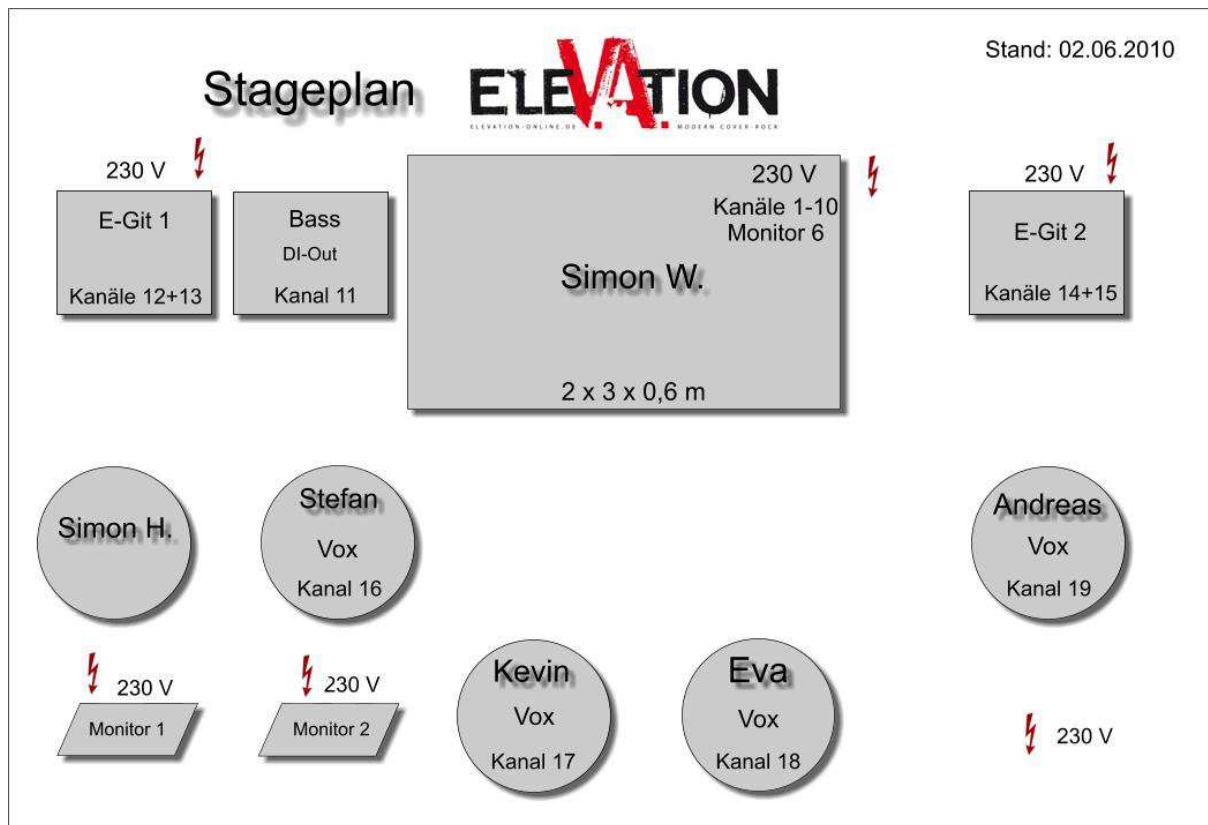 Stageplan
ELEV.A.TION
ELEVATION-ONLINE.DE
MODERN COVER-ROCK
Stand: 02.06.2010
230 V
E-Git 1
Kanäle 12+13
Bass
DI-Out
Kanal 11
230 V
Kanäle 1-10
Monitor 6
Simon W.
2 x 3 x 0,6 m
230 V
E-Git 2
Kanäle 14+15
Simon H.
Stefan
Vox
Kanal 16
Andreas
Vox
Kanal 19
230 V
Monitor 1
230 V
Monitor 2
Kevin
Vox
Kanal 17
Eva
Vox
Kanal 18
230 V